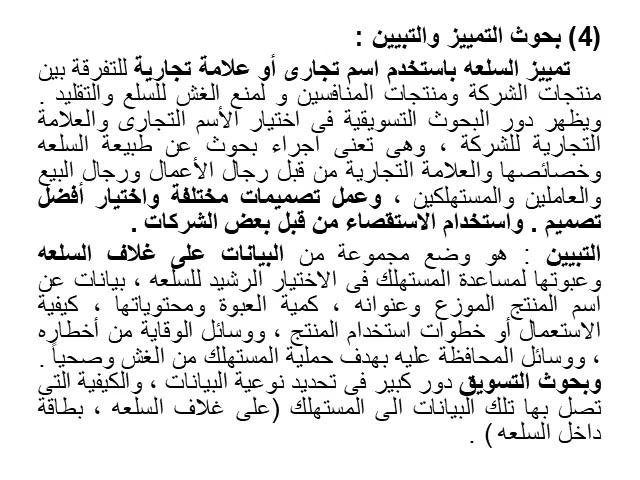 (4) بحوث التمييز والتبيين :
تمييز السلعه باستخدم اسم تجارى أو علامة تجارية للتفرقة بين
منتجات الشركة ومنتجات المنافسين و لمنع الغش للسلع والتقليد .
ويظهر دور البحوث التسويقية فى اختيار الأسم التجارى والعلامة
التجارية للشركة ، وهى تعنى اجراء بحوث عن طبيعة السلعه
وخصائصها والعلامة التجارية من قبل رجال الأعمال ورجال البيع
والعاملين والمستهلكين ، وعمل تصميمات مختلفة واختيار أفضل
تصميم . واستخدام الاستقصاء من قبل بعض الشركات .
التبيين : هو وضع مجموعة من البيانات على غلاف السلعه
وعبوتها لمساعدة المستهلك فى الاختيار الرشيد للسلعه ، بيانات عن
اسم المنتج الموزع وعنوانه ، كمية العبوة ومحتوياتها ، كيفية
الاستعمال أو خطوات استخدام المنتج ، ووسائل الوقاية من أخطاره
، ووسائل المحافظة عليه بهدف حملية المستهلك من الغش وصحياً .
وبحوث التسويق دور كبير فى تحديد نوعية البيانات ، والكيفية التى
تصل بها تلك البيانات الى المستهلك (على غلاف السلعه ، بطاقة
داخل السلعه) .